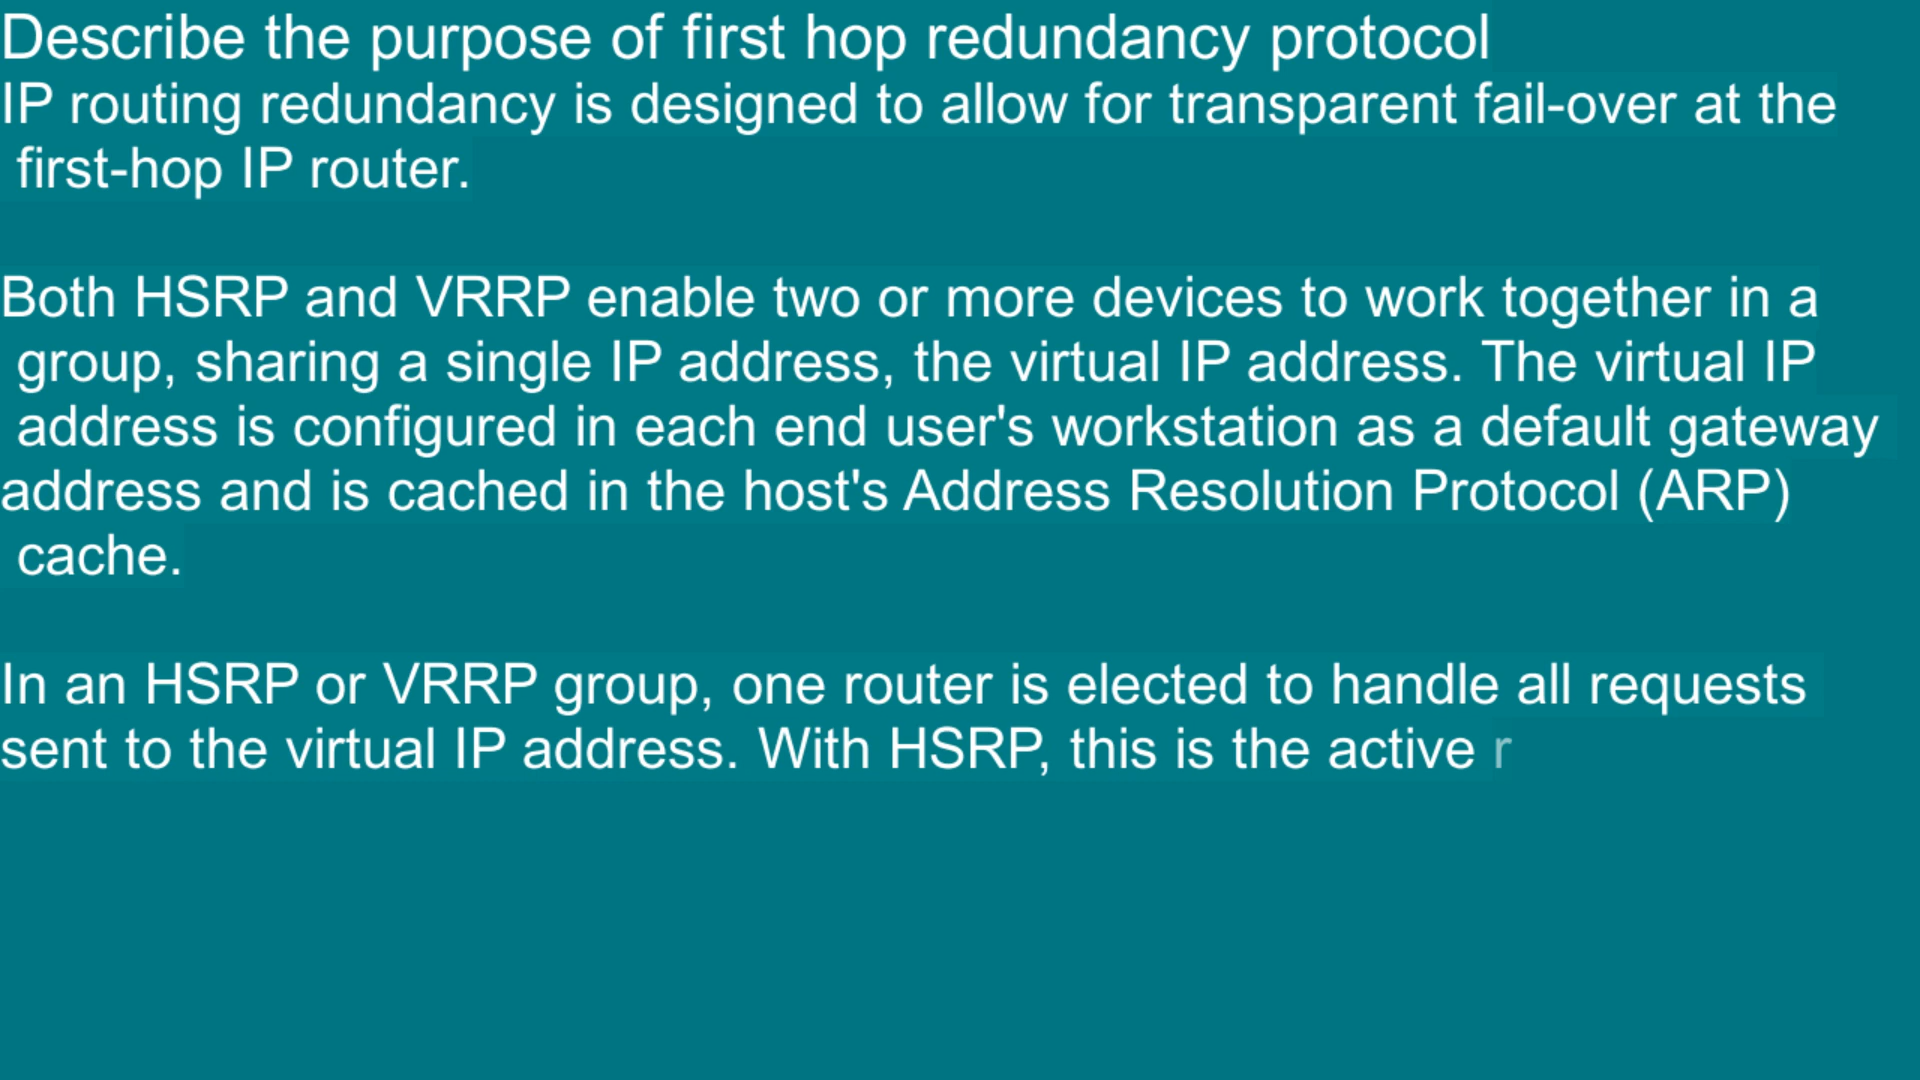 Describe the purpose of first hop redundancy protocol
IP routing redundancy is designed to allow for transparent fail-over at the
first-hop IP router.
Both HSRP and VRRP enable two or more devices to work together in a
group, sharing a single IP address, the virtual IP address. The virtual IP
address is configured in each end user's workstation as a default gateway
address and is cached in the host's Address Resolution Protocol (ARP)
cache.
In an HSRP or VRRP group, one router is elected to handle all requests
sent to the virtual IP address. With HSRP, this is the active r